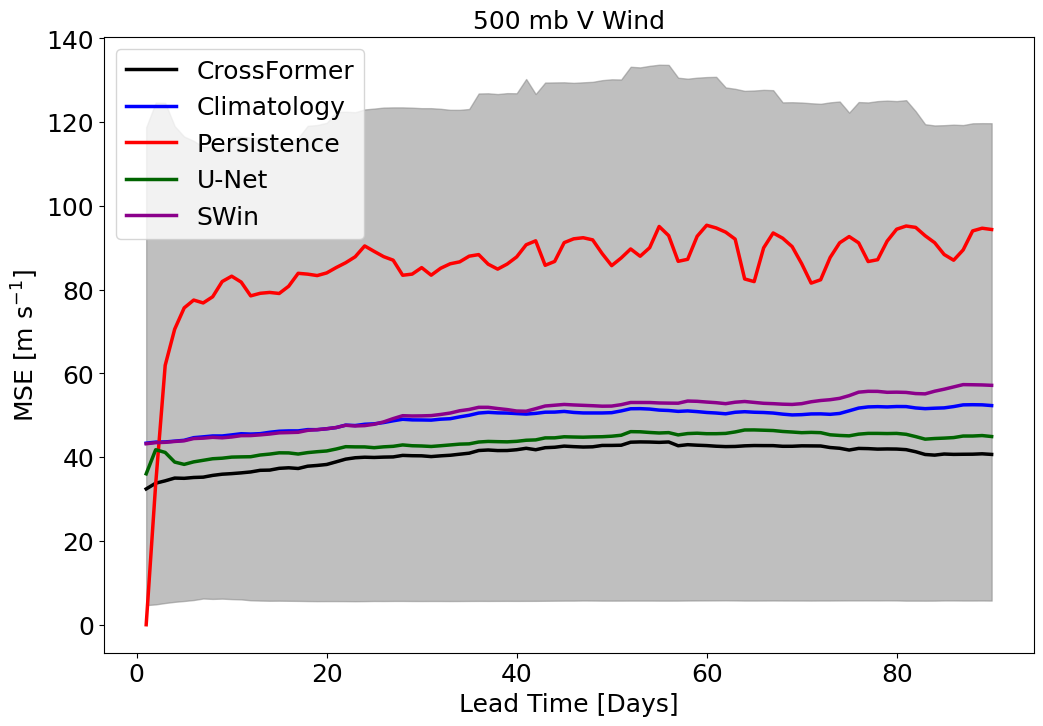 500 mb V Wind
140
120
100
80
60
40
20
0
MSE [m s⁻¹]
CrossFormer
Climatology
Persistence
U-Net
SWin
0 20 40 60 80
Lead Time [Days]